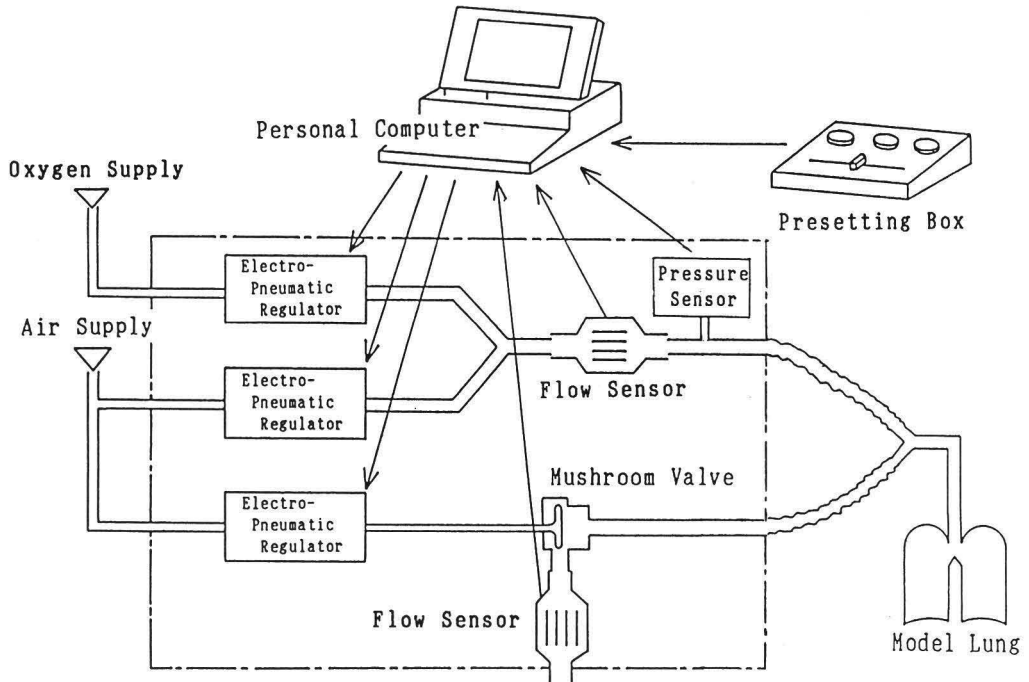 Personal Computer
Oxygen Supply
Presetting Box
Electro-
Pneumatic
Regulator
Pressure
Sensor
Air Supply
Flow Sensor
Electro-
Pneumatic
Regulator
Mushroom Valve
Electro-
Pneumatic
Regulator
Flow Sensor
Model Lung